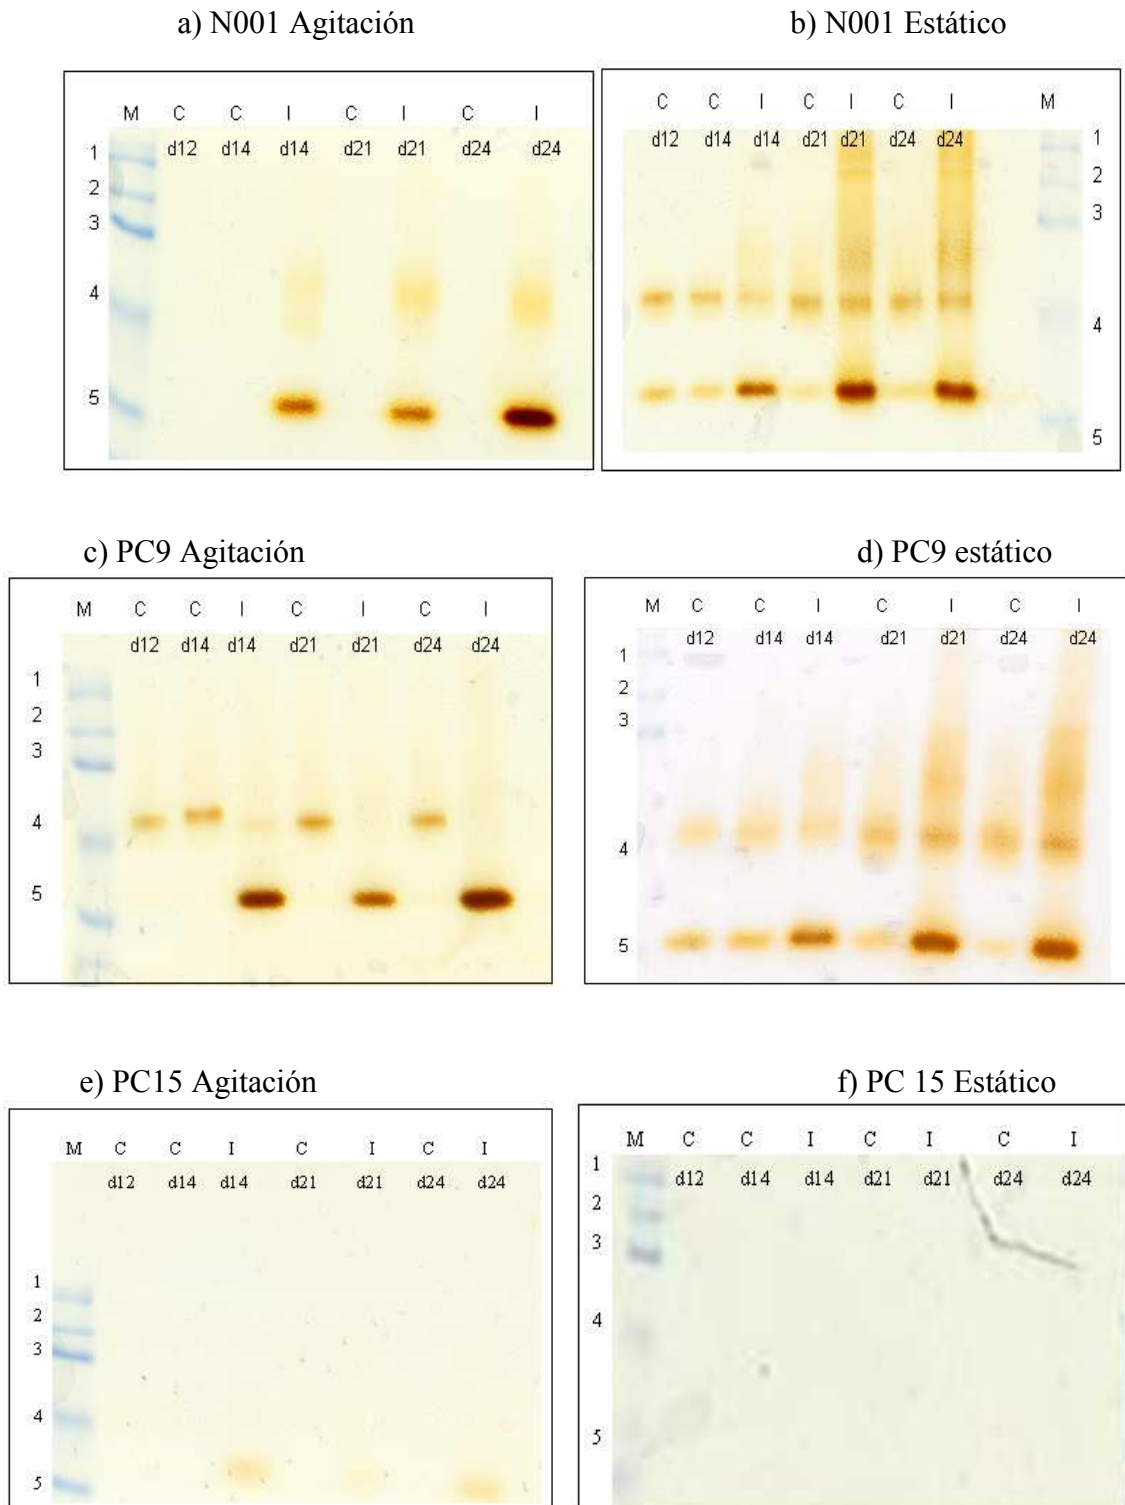 a) N001 Agitación
M C C I C I C I
d12 d14 d14 d21 d21 d24 d24
1
2
3
4
5
b) N001 Estático
C C I C I C I M
d12 d14 d14 d21 d21 d24 d24
1
2
3
4
5
c) PC9 Agitación
M C C I C I C I
d12 d14 d14 d21 d21 d24 d24
1
2
3
4
5
d) PC9 estático
M C C I C I C I
d12 d14 d14 d21 d21 d24 d24
1
2
3
4
5
e) PC15 Agitación
M C C I C I C I
d12 d14 d14 d21 d21 d24 d24
1
2
3
4
5
f) PC 15 Estático
M C C I C I C I
d12 d14 d14 d21 d21 d24 d24
1
2
3
4
5